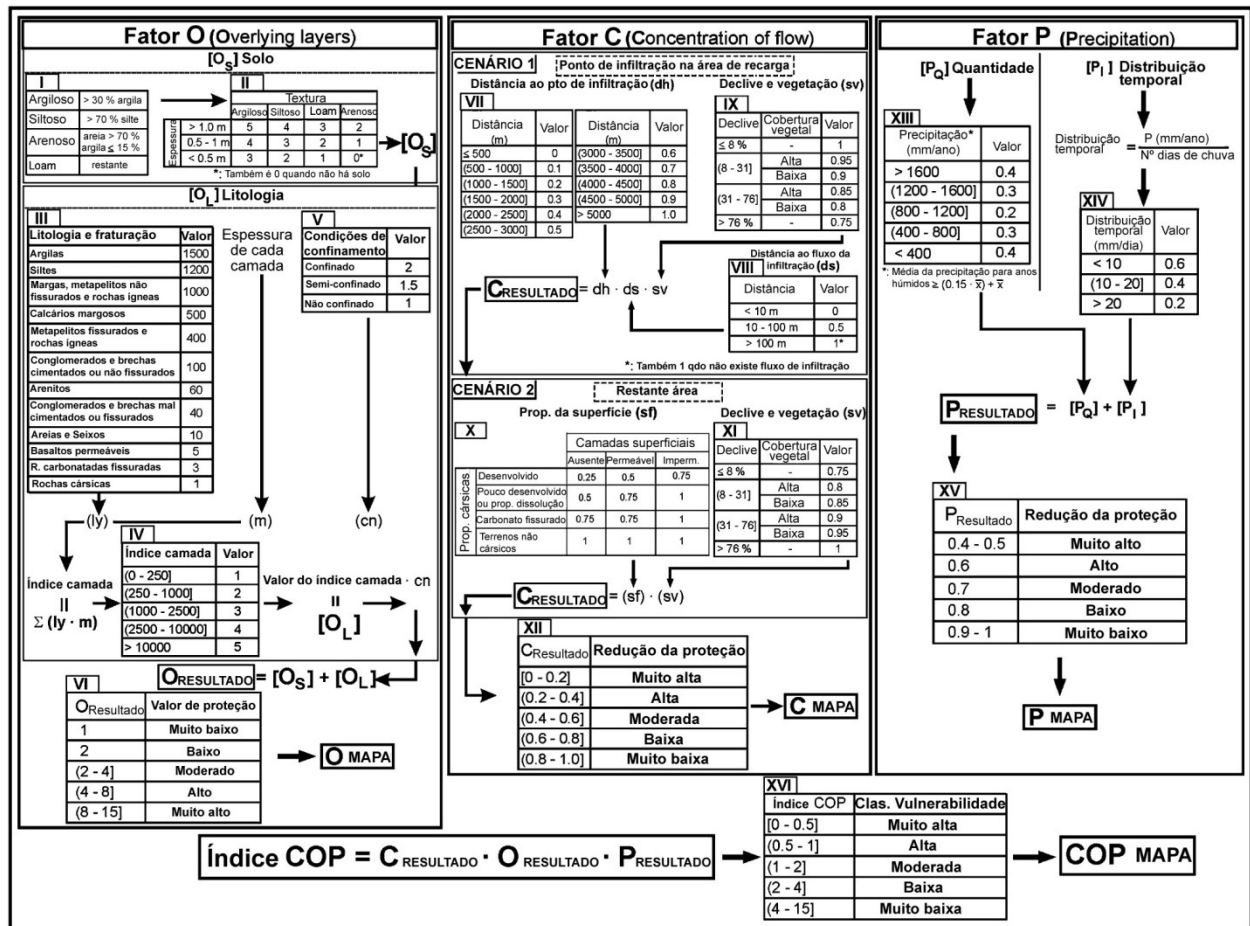 Fator O (Overlying layers)
[OS] Solo
I
Argiloso > 30 % argila
Siltoso > 70 % silte
Arenoso areia > 70 % argila ≤ 15 %
Loam restante
II
Textura
Argiloso Siltoso Loam Arenoso
Espessura
> 1.0 m 5 4 3 2
0.5 - 1 m 4 3 2 1
< 0.5 m 3 2 1 0*
*: Também é 0 quando não há solo
[OS]
[OL] Litologia
III
Litologia e fraturação Valor
Argilas 1500
Siltes 1200
Margas, metapelitos não fissurados e rochas ígneas 1000
Calcários margosos 500
Metapelitos fissurados e rochas ígneas 400
Conglomerados e brechas cimentados ou não fissurados 100
Arenitos 60
Conglomerados e brechas mal cimentados ou fissurados 40
Areias e Seixos 10
Basaltos permeáveis 5
R. carbonatadas fissuradas 3
Rochas cársicas 1
Espessura de cada camada
V
Condições de confinamento Valor
Confinado 2
Semi-confinado 1.5
Não confinado 1
(ly)
(m)
(cn)
Índice camada
||
Σ (ly · m)
IV
Índice camada Valor
(0 - 250] 1
(250 - 1000] 2
(1000 - 2500] 3
(2500 - 10000] 4
> 10000 5
Valor do índice camada · cn
||
[OL]
ORESULTADO = [OS] + [OL]
VI
OResultado Valor de proteção
1 Muito baixo
2 Baixo
(2 - 4] Moderado
(4 - 8] Alto
(8 - 15] Muito alto
O MAPA
Fator C (Concentration of flow)
CENÁRIO 1
Ponto de infiltração na área de recarga
Distância ao pto de infiltração (dh)
VII
Distância (m) Valor Distância (m) Valor
≤ 500 0 (3000 - 3500] 0.6
(500 - 1000] 0.1 (3500 - 4000] 0.7
(1000 - 1500] 0.2 (4000 - 4500] 0.8
(1500 - 2000] 0.3 (4500 - 5000] 0.9
(2000 - 2500] 0.4 > 5000 1.0
(2500 - 3000] 0.5
Declive e vegetação (sv)
IX
Declive Cobertura vegetal Valor
≤ 8 % - 1
(8 - 31] Alta 0.95
Baixa 0.9
(31 - 76] Alta 0.85
Baixa 0.8
> 76 % - 0.75
CRESULTADO = dh · ds · sv
Distância ao fluxo da infiltração (ds)
VIII
Distância Valor
< 10 m 0
10 - 100 m 0.5
> 100 m 1*
*: Também 1 qdo não existe fluxo de infiltração
CENÁRIO 2
Restante área
Prop. da superfície (sf)
X
Camadas superficiais
Ausente Permeável Imperm.
Prop. cársicas
Desenvolvido 0.25 0.5 0.75
Pouco desenvolvido ou prop. dissolução 0.5 0.75 1
Carbonato fissurado 0.75 0.75 1
Terrenos não cársicos 1 1 1
Declive e vegetação (sv)
XI
Declive Cobertura vegetal Valor
≤ 8 % - 0.75
(8 - 31] Alta 0.8
Baixa 0.85
(31 - 76] Alta 0.9
Baixa 0.95
> 76 % - 1
CRESULTADO = (sf) · (sv)
XII
CResultado Redução da proteção
[0 - 0.2] Muito alta
(0.2 - 0.4] Alta
(0.4 - 0.6] Moderada
(0.6 - 0.8] Baixa
(0.8 - 1.0] Muito baixa
C MAPA
Fator P (Precipitation)
[PQ] Quantidade
XIII
Precipitação* (mm/ano) Valor
> 1600 0.4
(1200 - 1600] 0.3
(800 - 1200] 0.2
(400 - 800] 0.3
< 400 0.4
*: Média da precipitação para anos húmidos ≥ (0.15 · x̅) + x̅
[PI] Distribuição temporal
Distribuição temporal = P (mm/ano) / Nº dias de chuva
XIV
Distribuição temporal (mm/dia) Valor
< 10 0.6
(10 - 20] 0.4
> 20 0.2
PRESULTADO = [PQ] + [PI]
XV
PResultado Redução da proteção
0.4 - 0.5 Muito alto
0.6 Alto
0.7 Moderado
0.8 Baixo
0.9 - 1 Muito baixo
P MAPA
Índice COP = C RESULTADO · O RESULTADO · P RESULTADO
XVI
Índice COP Clas. Vulnerabilidade
[0 - 0.5] Muito alta
(0.5 - 1] Alta
(1 - 2] Moderada
(2 - 4] Baixa
(4 - 15] Muito baixa
COP MAPA